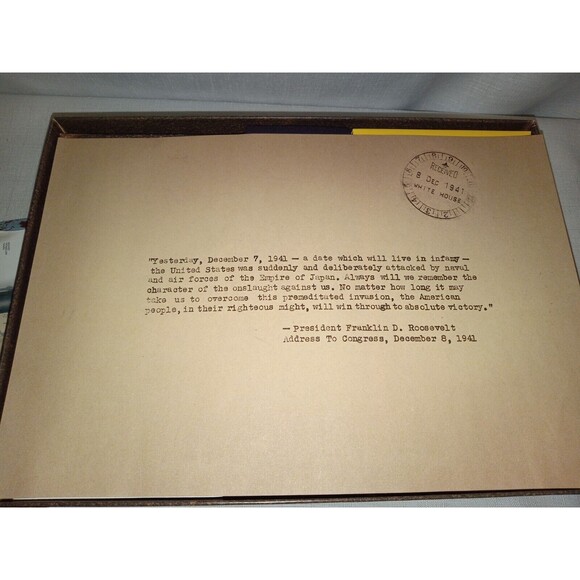 RECEIVED
8 DEC 1941
WHITE HOUSE
"Yesterday, December 7, 1941 — a date which will live in infamy—
the United States was suddenly and deliberately attacked by naval
and air forces of the Empire of Japan. Always will we remember the
character of the onslaught against us. No matter how long it may
take us to overcome this premeditated invasion, the American
people, in their righteous might, will win through to absolute victory."
— President Franklin D. Roosevelt
Address To Congress, December 8, 1941